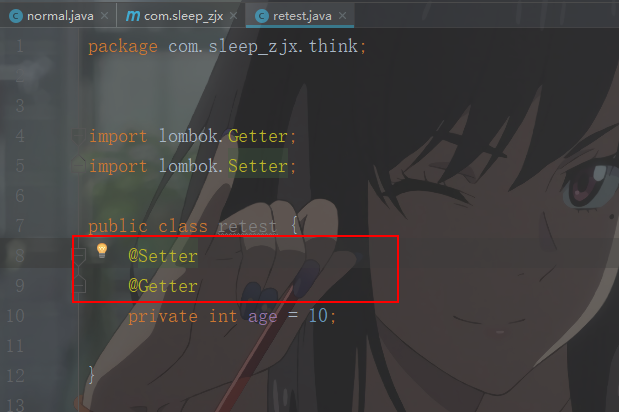 normal.java
com.sleep_zjx
retest.java
1 package com.sleep_zjx.think;
2
3
4 import lombok.Getter;
5 import lombok.Setter;
6
7 public class retest {
8 @Setter
9 @Getter
10 private int age = 10;
11
12 }